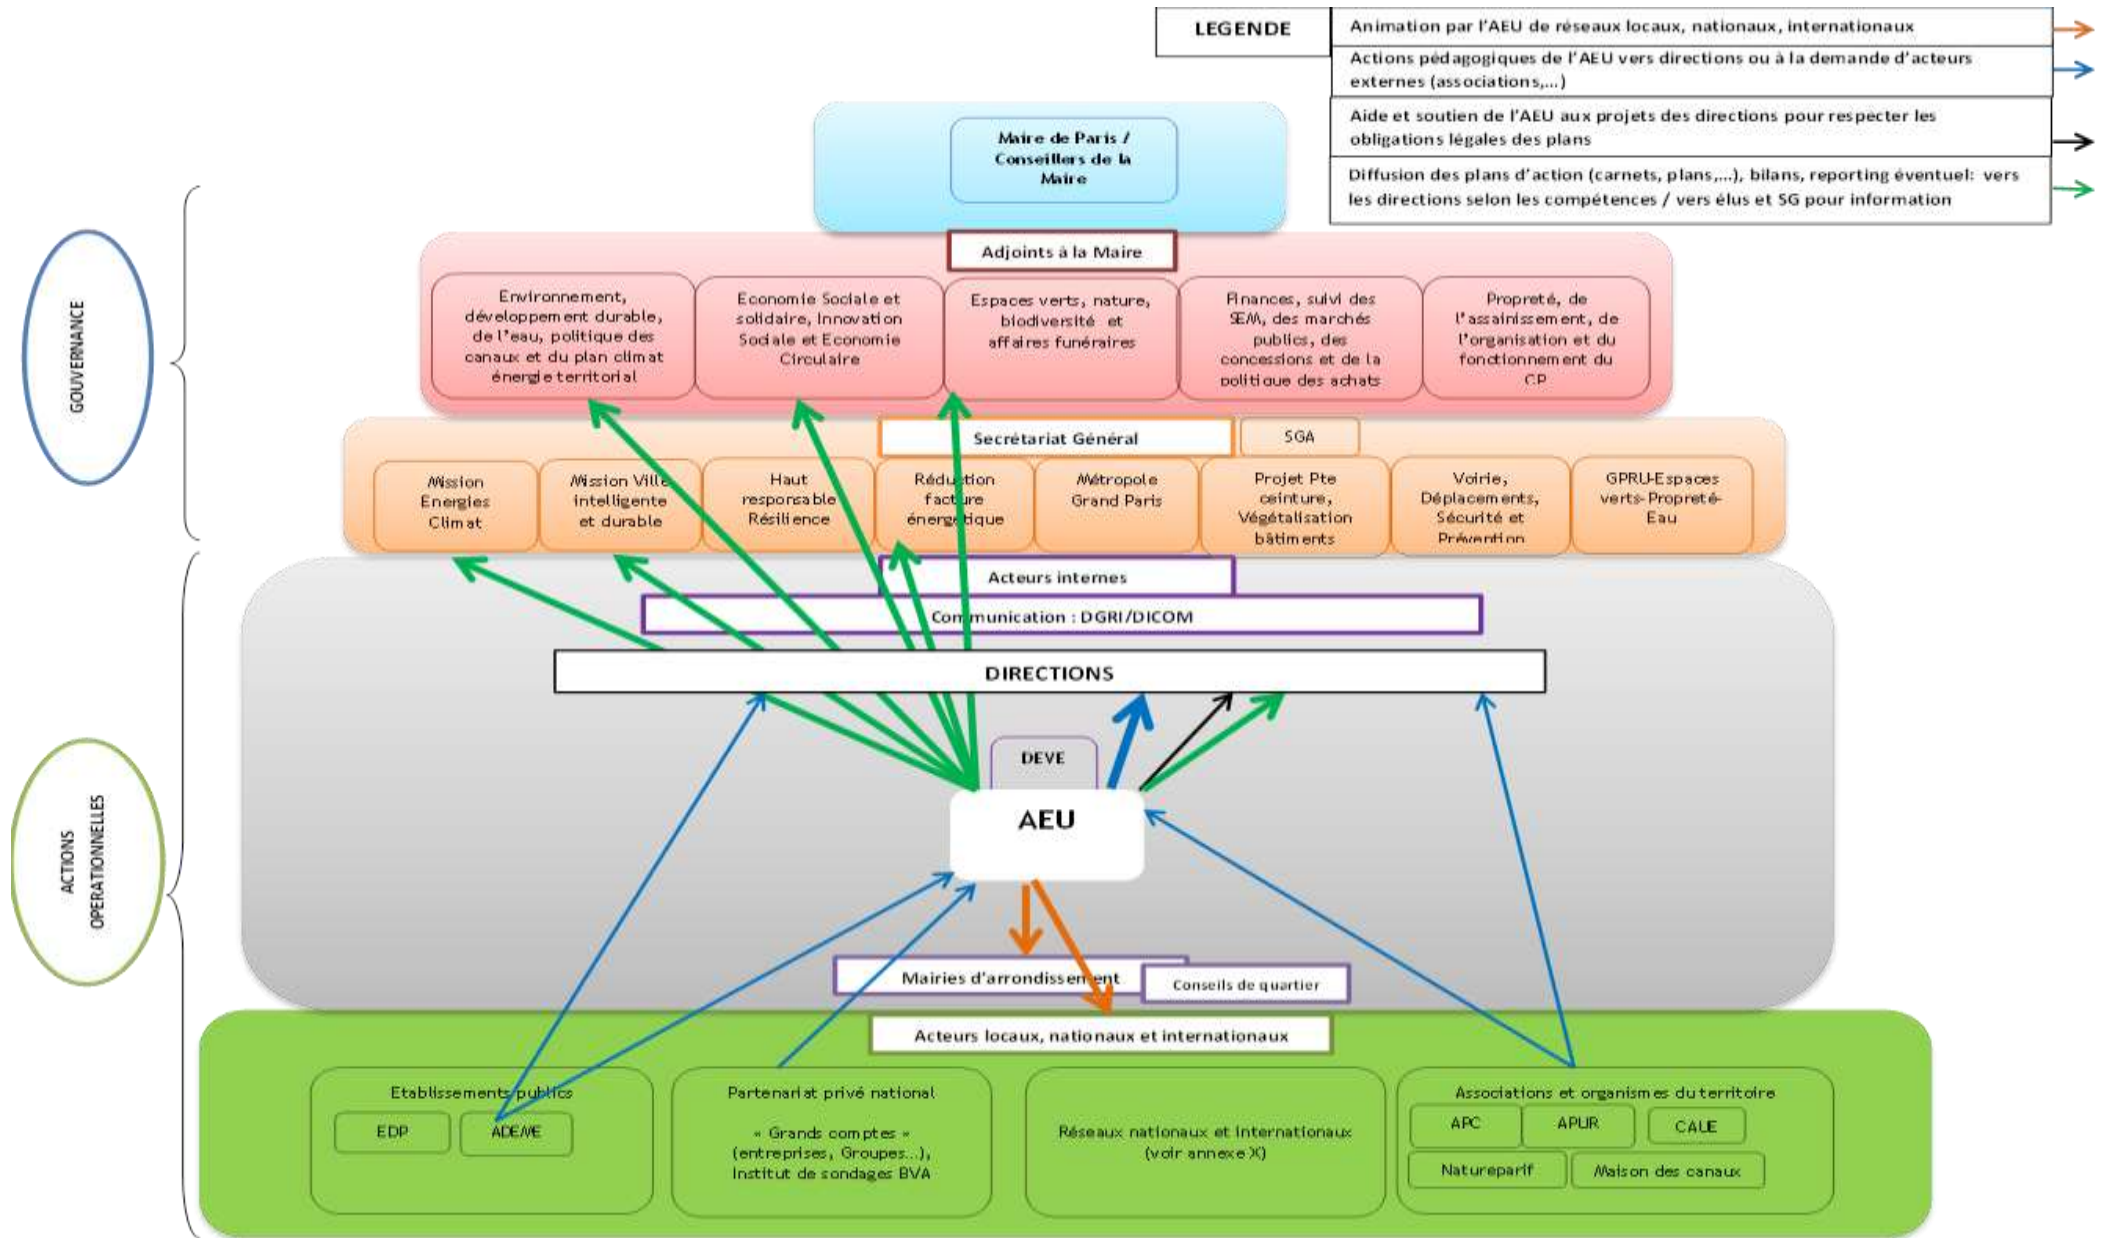 LEGENDE
Animation par l'AEU de réseaux locaux, nationaux, internationaux
Actions pédagogiques de l'AEU vers directions ou à la demande d'acteurs
externes (associations,...)
Aide et soutien de l'AEU aux projets des directions pour respecter les
obligations légales des plans
Diffusion des plans d'action (carnets, plans,...), bilans, reporting éventuel: vers
les directions selon les compétences / vers élus et SG pour information
Maire de Paris /
Conseillers de la
Maire
GOUVERNANCE
Adjoints à la Maire
Environnement,
développement durable,
de l'eau, politique des
canaux et du plan climat
énergie territorial
Economie Sociale et
solidaire, Innovation
Sociale et Economie
Circulaire
Espaces verts, nature,
biodiversité et
affaires funéraires
Finances, suivi des
SEM, des marchés
publics, des
concessions et de la
politique des achats
Propreté, de
l'assainissement, de
l'organisation et du
fonctionnement du
CP
Secrétariat Général
SGA
Mission
Energies
Climat
Mission Ville
intelligente
et durable
Haut
responsable
Résilience
Réduction
facture
énergétique
Métropole
Grand Paris
Projet Pte
ceinture,
Végétalisation
bâtiments
Voirie,
Déplacements,
Sécurité et
Prévention
GPRU-Espaces
verts-Propreté-
Eau
ACTIONS
OPERATIONNELLES
Acteurs internes
Communication : DGRI/DICOM
DIRECTIONS
DEVE
AEU
Mairies d'arrondissement
Conseils de quartier
Acteurs locaux, nationaux et internationaux
Etablissements publics
EDP
ADEME
Partenariat privé national
« Grands comptes »
(entreprises, Groupes...),
Institut de sondages BVA
Réseaux nationaux et internationaux
(voir annexe X)
Associations et organismes du territoire
APC
APUR
CAUE
Natureparif
Maison des canaux